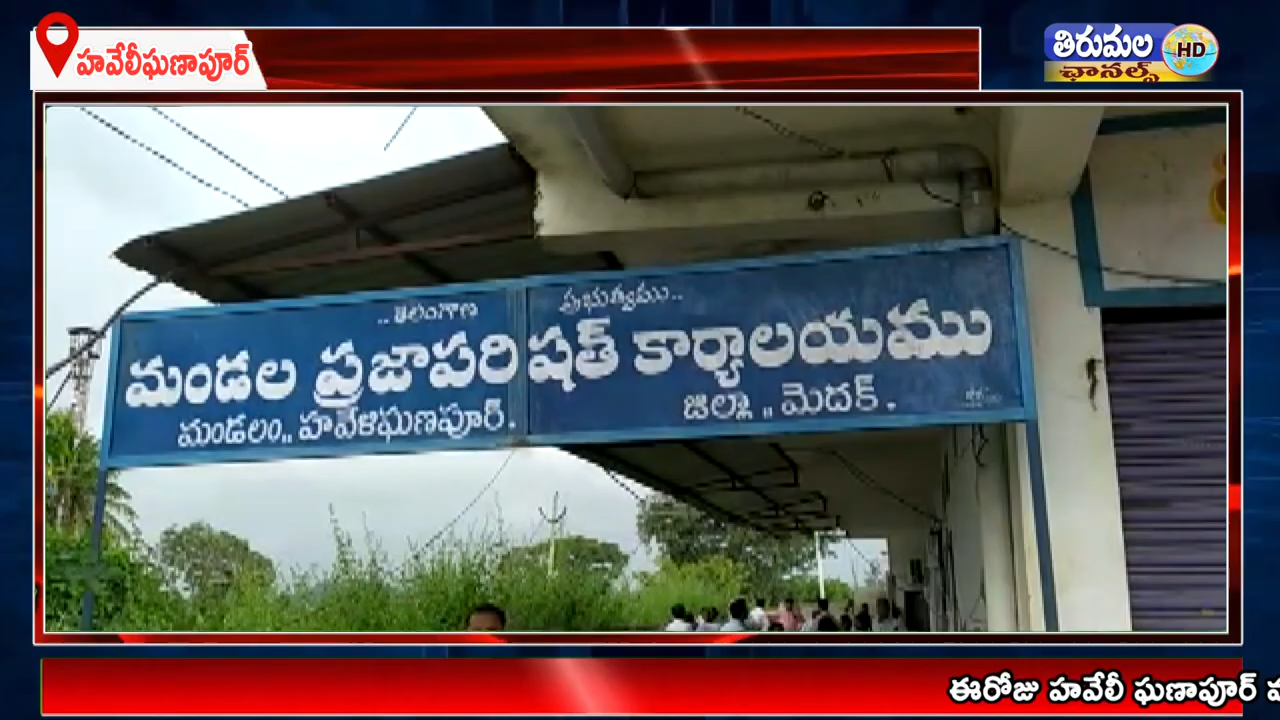 హవేలీఘణాపూర్
తిరుమల
ఛానల్స్
HD
..తెలంగాణ ప్రభుత్వము..
మండల ప్రజాపరిషత్ కార్యాలయము
మండలం.. హవేళిఘణపూర్.
జిల్లా.. మెదక్.
ఈరోజు హవేలీ ఘణాపూర్